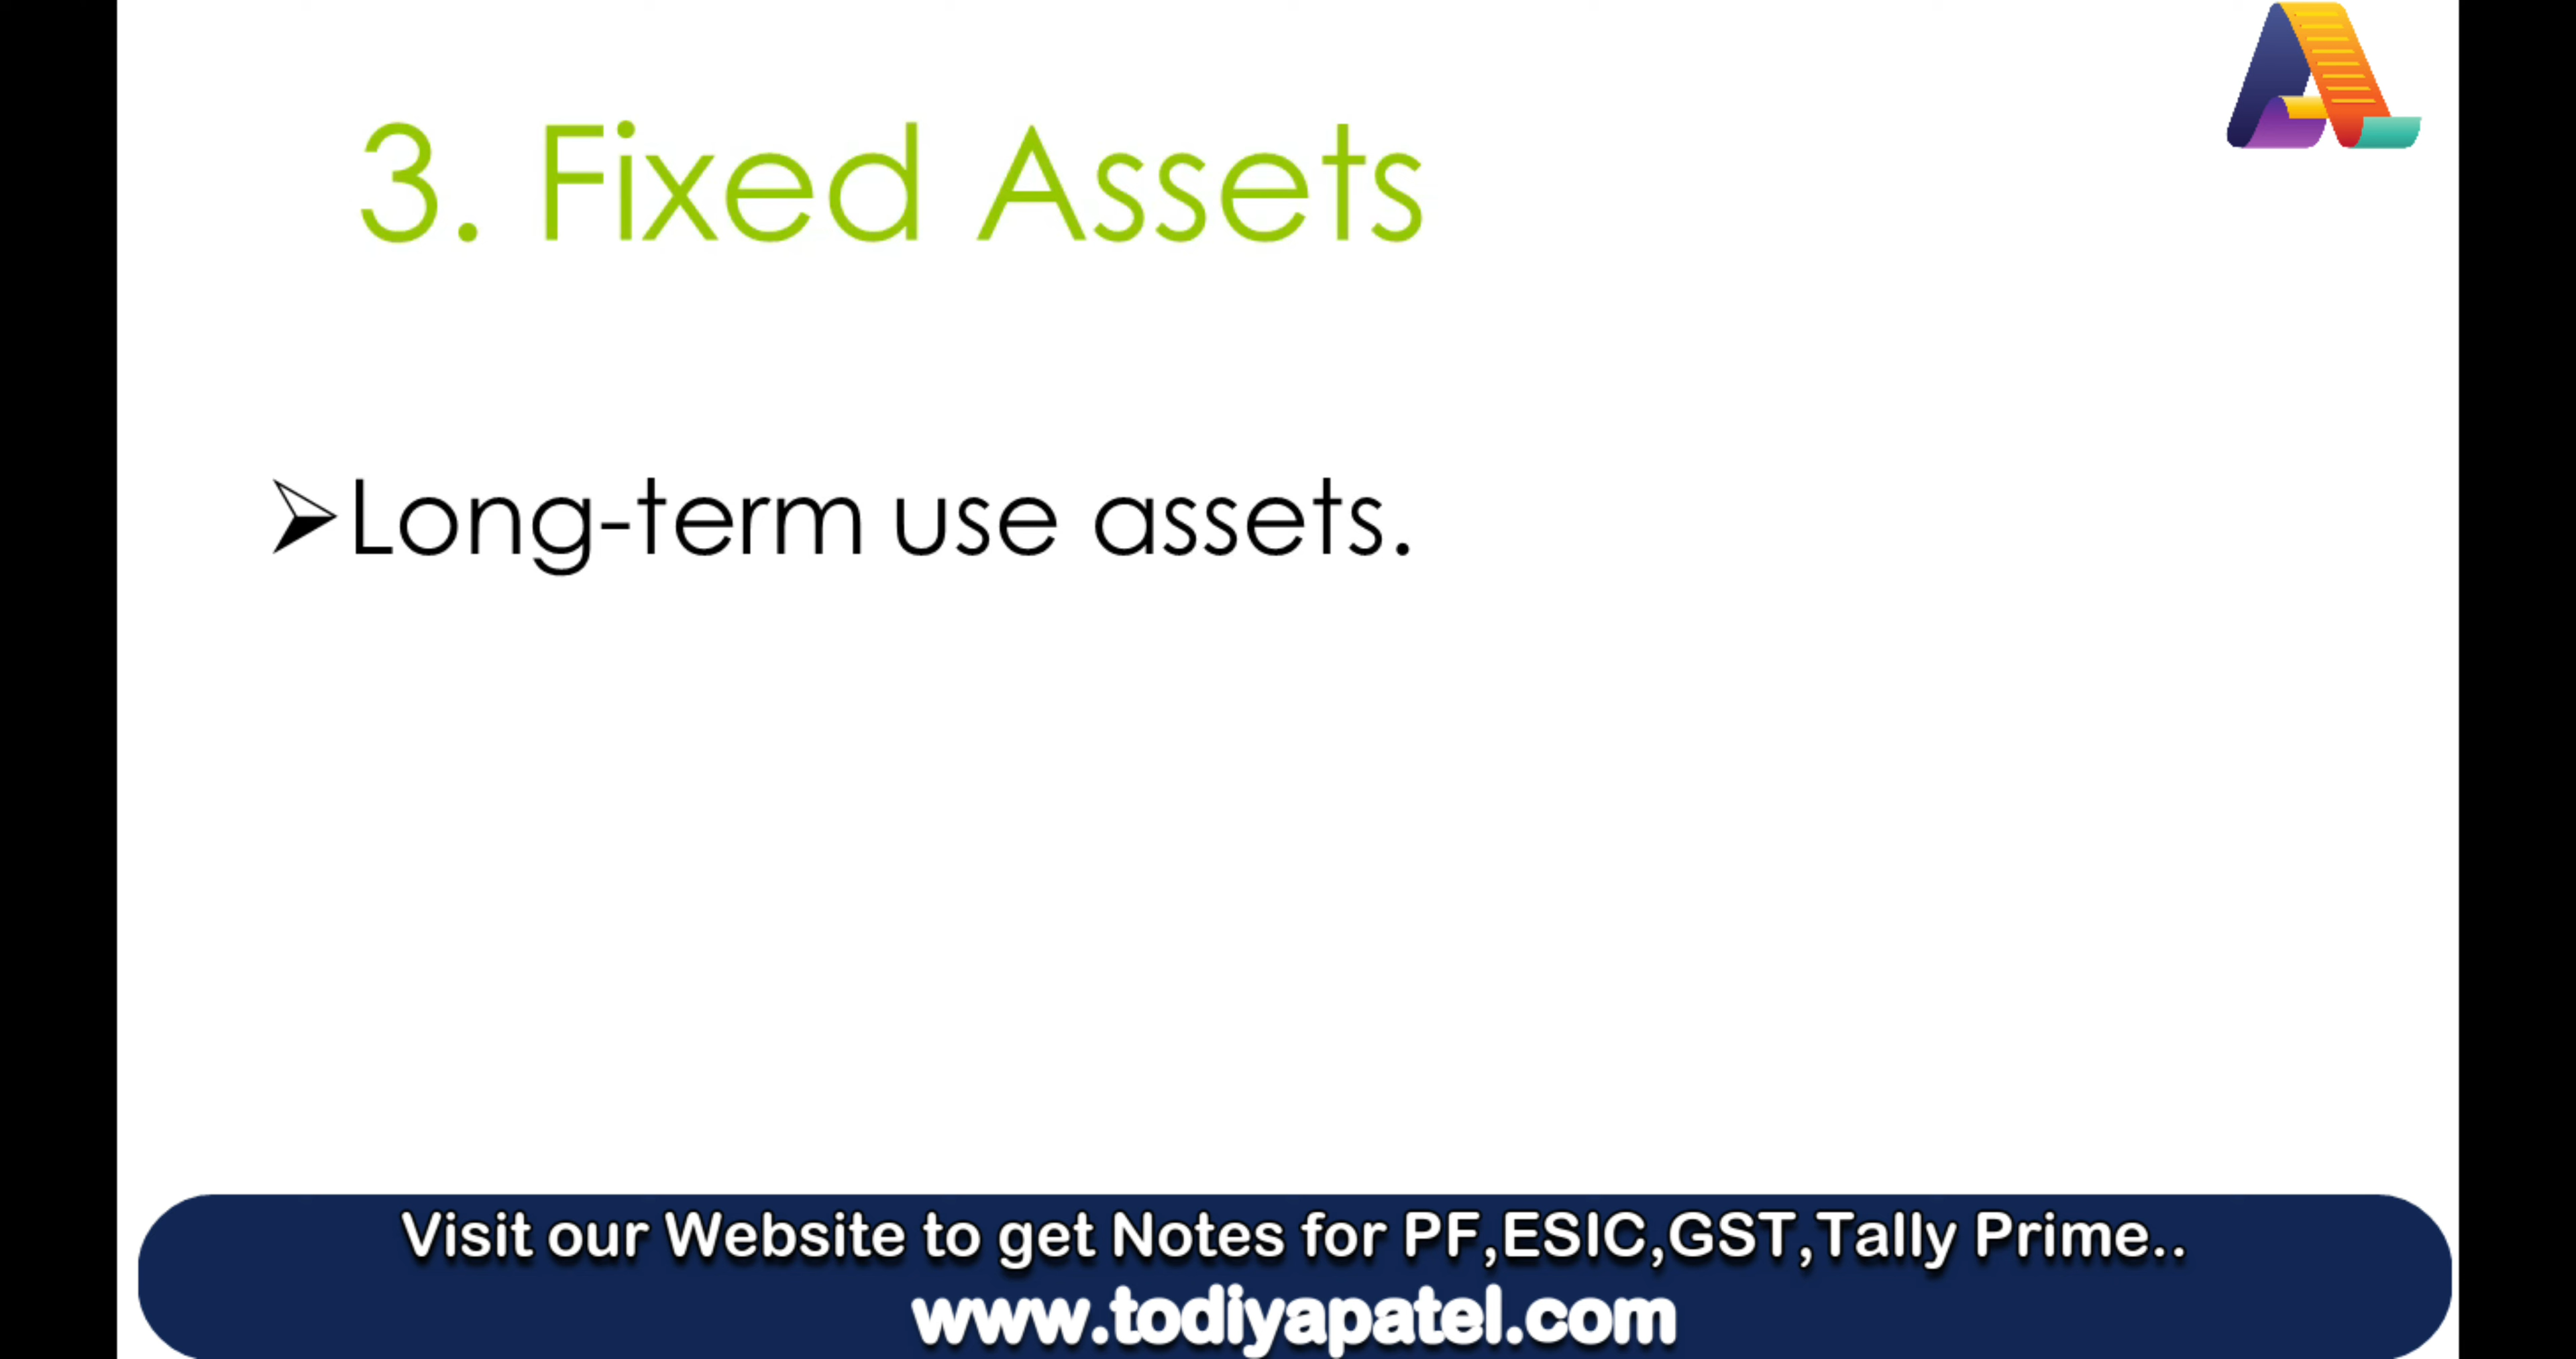 3. Fixed Assets
➢Long-term use assets.
Visit our Website to get Notes for PF,ESIC,GST,Tally Prime..
www.todiyapatel.com